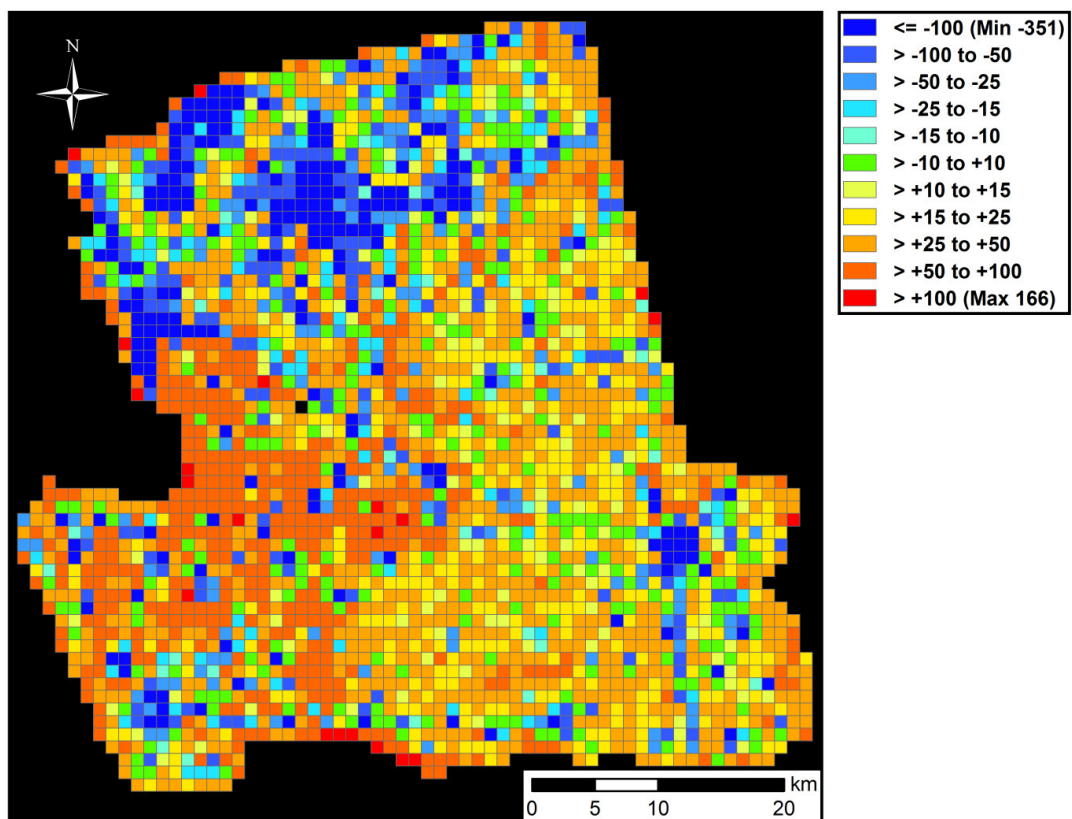 N
<= -100 (Min -351)
> -100 to -50
> -50 to -25
> -25 to -15
> -15 to -10
> -10 to +10
> +10 to +15
> +15 to +25
> +25 to +50
> +50 to +100
> +100 (Max 166)
km
0 5 10 20